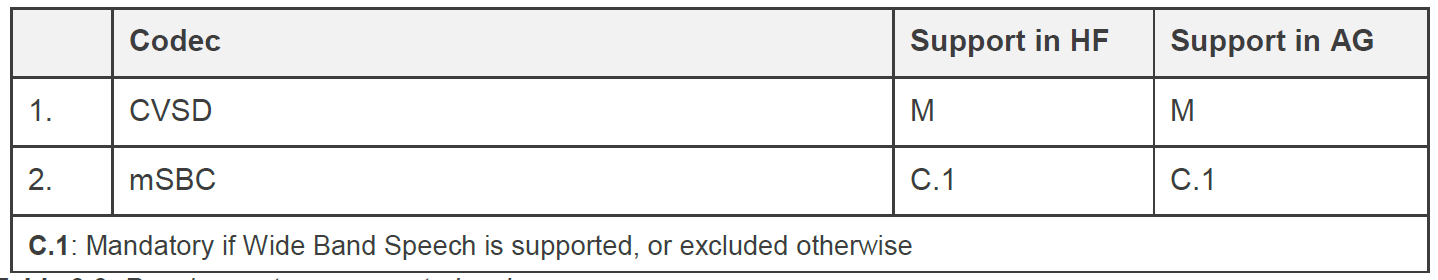 Codec Support in HF Support in AG
1. CVSD M M
2. mSBC C.1 C.1
C.1: Mandatory if Wide Band Speech is supported, or excluded otherwise